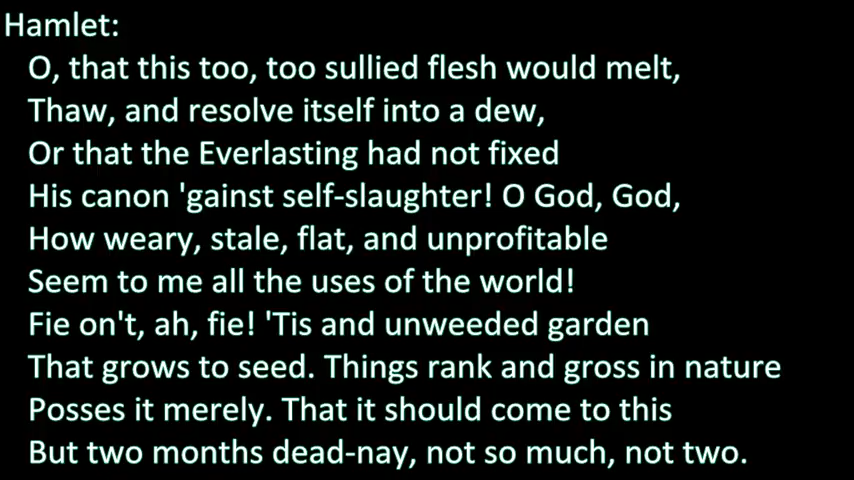 Hamlet:
O, that this too, too sullied flesh would melt,
Thaw, and resolve itself into a dew,
Or that the Everlasting had not fixed
His canon 'gainst self-slaughter! O God, God,
How weary, stale, flat, and unprofitable
Seem to me all the uses of the world!
Fie on't, ah, fie! 'Tis and unweeded garden
That grows to seed. Things rank and gross in nature
Posses it merely. That it should come to this
But two months dead-nay, not so much, not two.